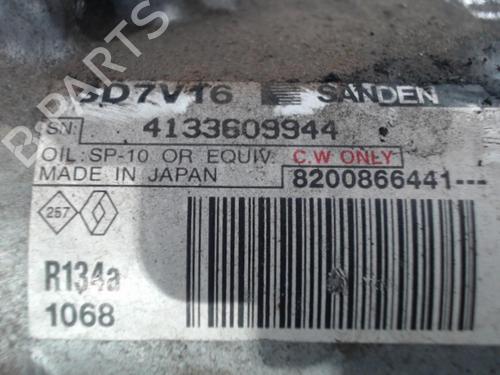 SD7V16 SANDEN
SN: 4133609944
OIL: SP-10 OR EQUIV. C.W ONLY
MADE IN JAPAN 8200866441---
257
R134a
1068
B-PARTS